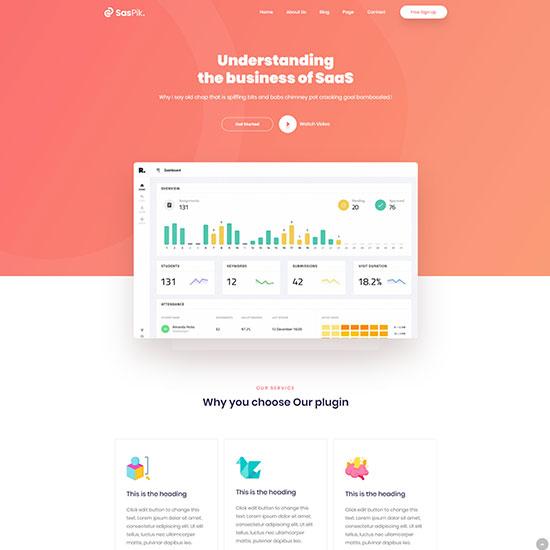 SasPik.
Home About Us Blog Page Contact Free Sign Up
Understanding
the business of SaaS
Why I say old chap that is spiffing bits and bobs chimney pot cracking goal bamboozled!
Get Started Watch Video
R. Dashboard
OVERVIEW
Assignments
131
Pending
20
Approved
76
STUDENTS
131
KEYWORDS
12
SUBMISSIONS
42
VISIT DURATION
18.2%
ATTENDANCE
Amanda Hicks 62 97.2% 12 December 16:00
OUR SERVICE
Why you choose Our plugin
This is the heading
Click edit button to change this text. Lorem ipsum dolor sit amet, consectetur adipiscing elit. Ut elit tellus, luctus nec ullamcorper mattis, pulvinar dapibus leo.
This is the heading
Click edit button to change this text. Lorem ipsum dolor sit amet, consectetur adipiscing elit. Ut elit tellus, luctus nec ullamcorper mattis, pulvinar dapibus leo.
This is the heading
Click edit button to change this text. Lorem ipsum dolor sit amet, consectetur adipiscing elit. Ut elit tellus, luctus nec ullamcorper mattis, pulvinar dapibus leo.